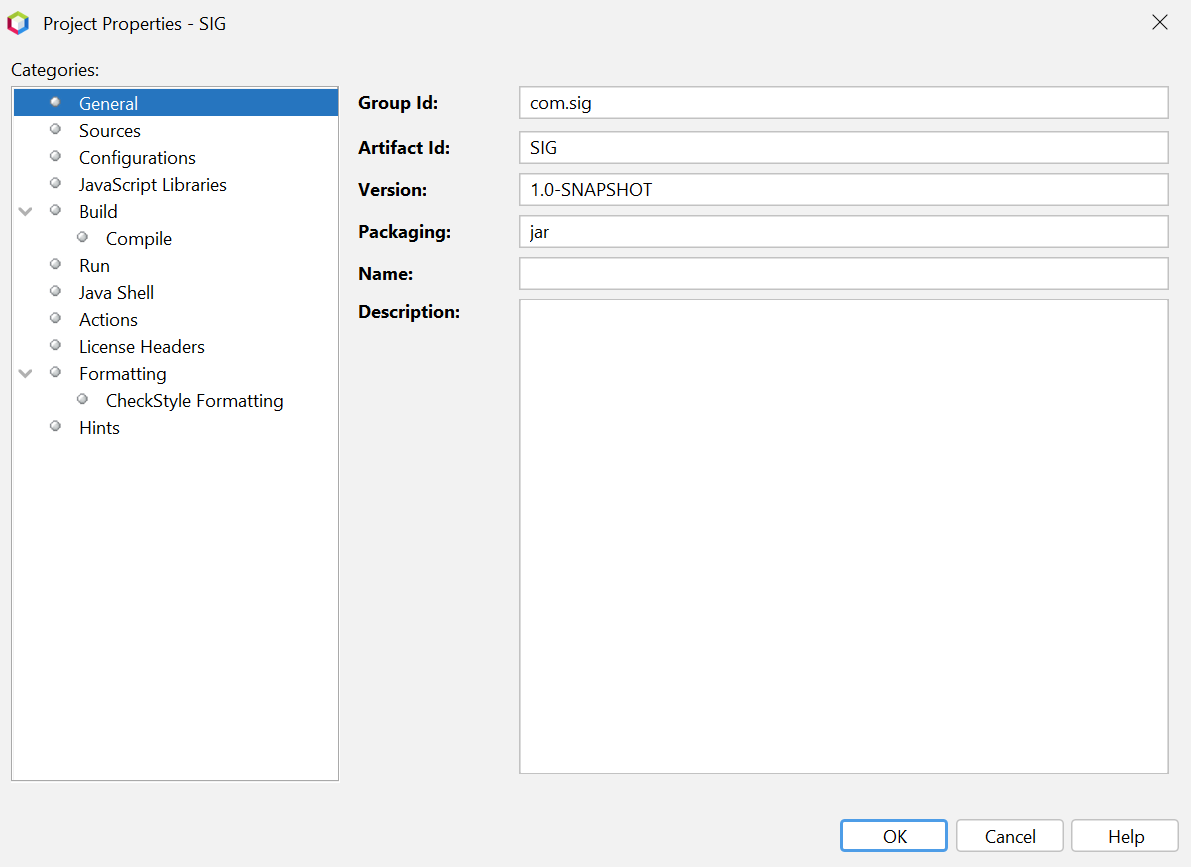 Project Properties - SIG
Categories:
General
Sources
Configurations
JavaScript Libraries
Build
Compile
Run
Java Shell
Actions
License Headers
Formatting
CheckStyle Formatting
Hints
Group Id: com.sig
Artifact Id: SIG
Version: 1.0-SNAPSHOT
Packaging: jar
Name:
Description:
OK Cancel Help